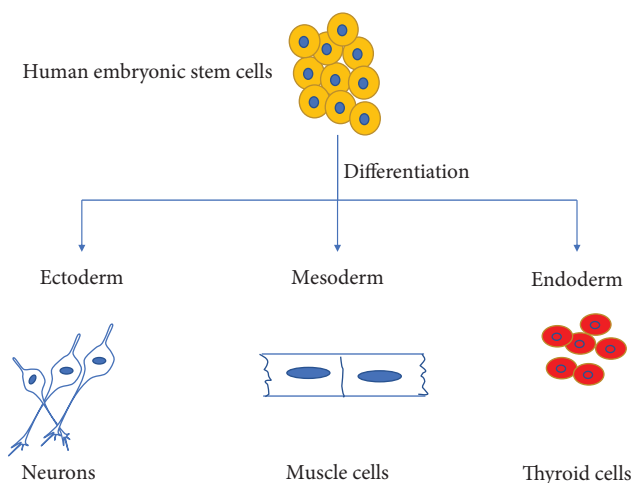 Human embryonic stem cells
Differentiation
Ectoderm
Mesoderm
Endoderm
Neurons
Muscle cells
Thyroid cells